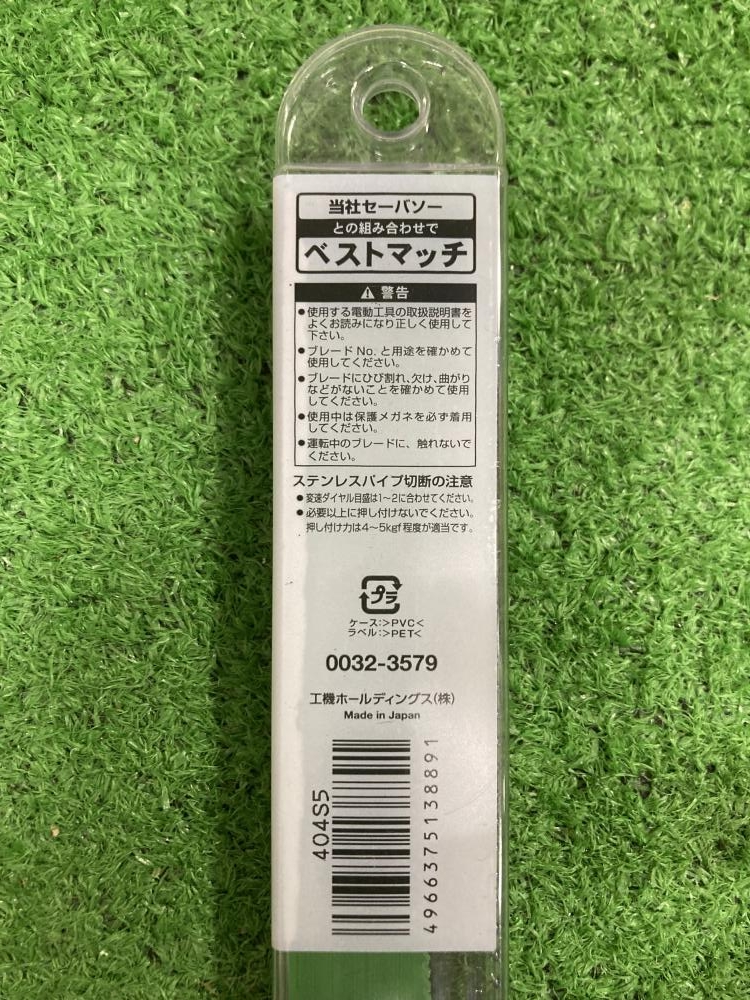 当社セーバソー
との組み合わせで
ベストマッチ
⚠ 警告
●使用する電動工具の取扱説明書を
よくお読みになり正しく使用して
下さい。
●ブレードNo.と用途を確かめて
使用してください。
●ブレードにひび割れ、欠け、曲がり
などがないことを確かめて使用
してください。
●使用中は保護メガネを必ず着用
してください。
●運転中のブレードに、触れないで
ください。
ステンレスパイプ切断の注意
●変速ダイヤル目盛は1〜2に合わせてください。
●必要以上に押し付けないでください。
押し付け力は4〜5kgf程度が適当です。
プラ
ケース:>PVC<
ラベル:>PET<
0032-3579
工機ホールディングス(株)
Made in Japan
404S5
4966375138891